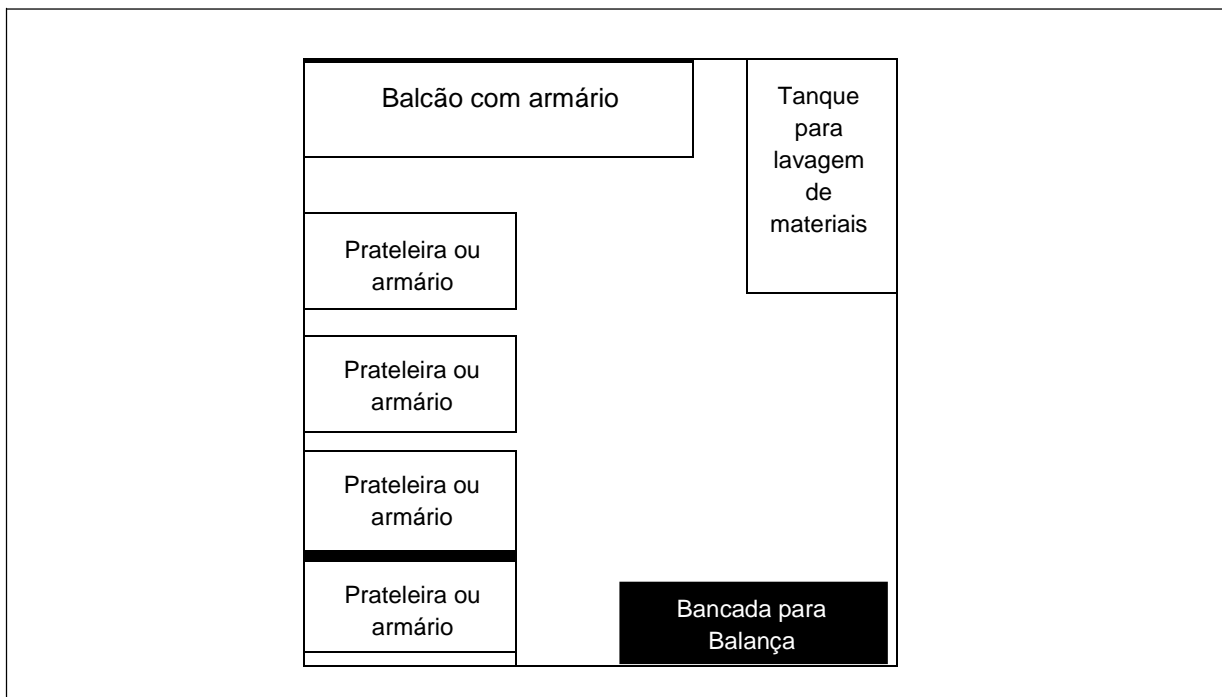 Balcão com armário
Tanque
para
lavagem
de
materiais
Prateleira ou
armário
Prateleira ou
armário
Prateleira ou
armário
Prateleira ou
armário
Bancada para
Balança